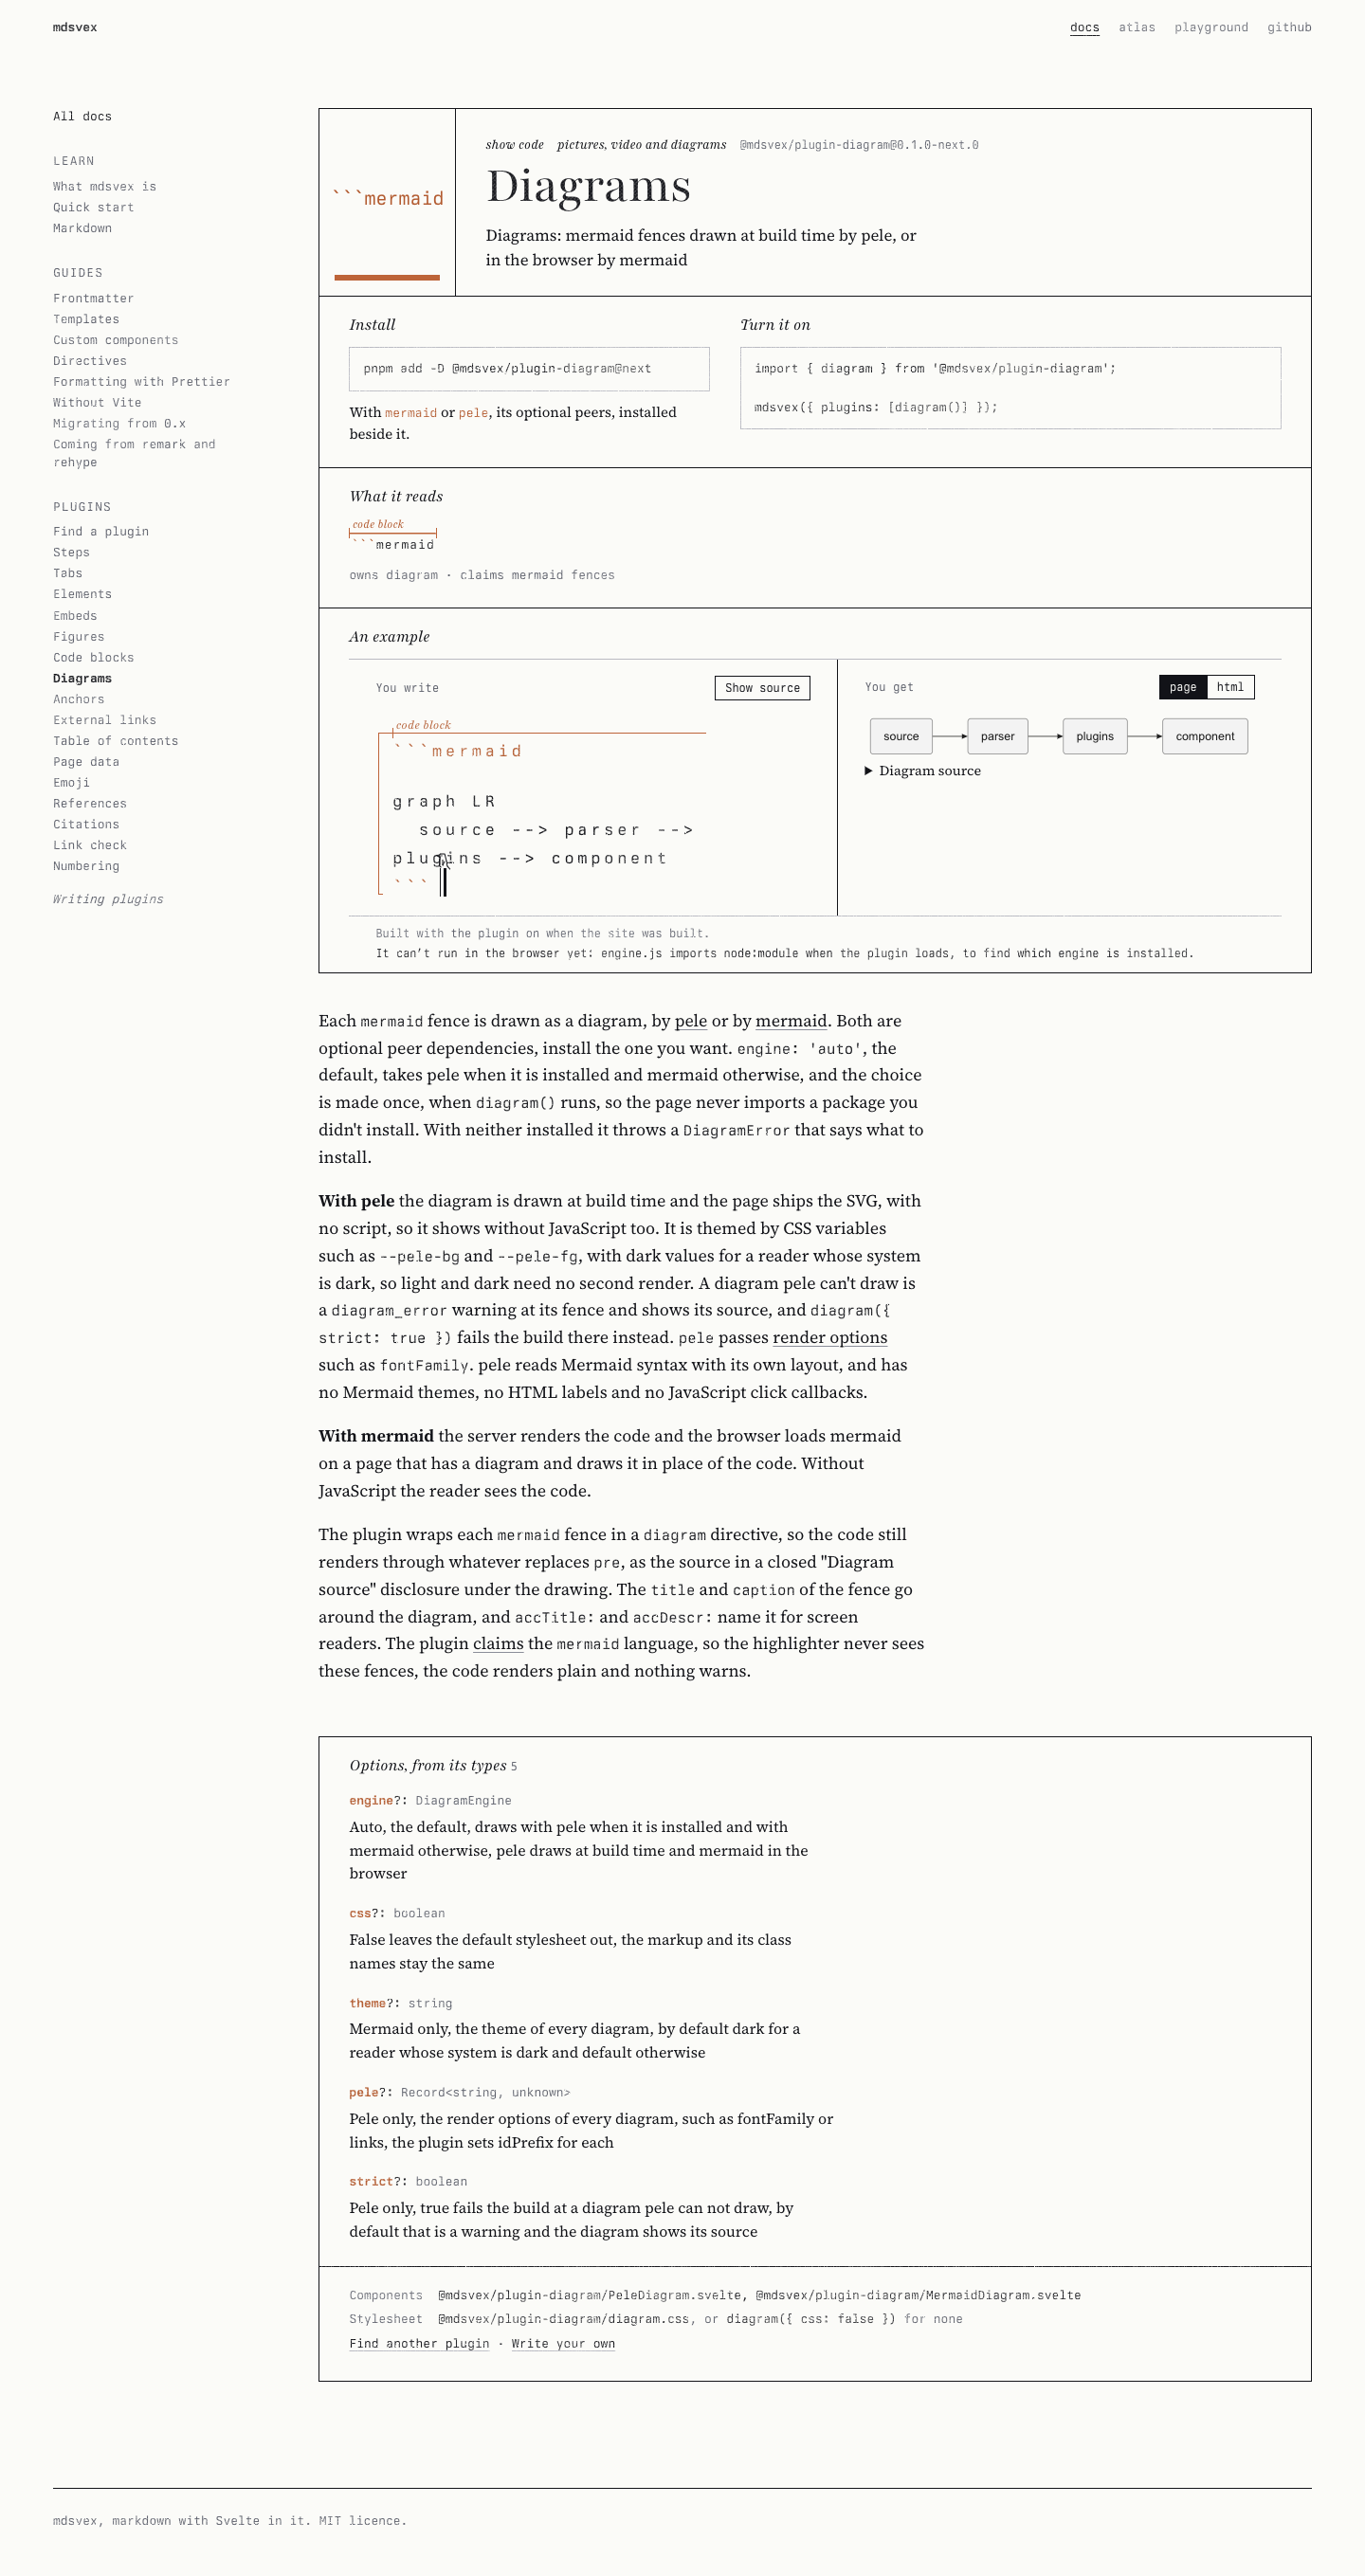 mdsvex
docs atlas playground github
All docs
LEARN
What mdsvex is
Quick start
Markdown
GUIDES
Frontmatter
Templates
Custom components
Directives
Formatting with Prettier
Without Vite
Migrating from 0.x
Coming from remark and
rehype
PLUGINS
Find a plugin
Steps
Tabs
Elements
Embeds
Figures
Code blocks
Diagrams
Anchors
External links
Table of contents
Page data
Emoji
References
Citations
Link check
Numbering
Writing plugins
```mermaid
show code pictures, video and diagrams @mdsvex/plugin-diagram@0.1.0-next.0
Diagrams
Diagrams: mermaid fences drawn at build time by pele, or
in the browser by mermaid
Install
pnpm add -D @mdsvex/plugin-diagram@next
With mermaid or pele, its optional peers, installed
beside it.
Turn it on
import { diagram } from '@mdsvex/plugin-diagram';
mdsvex({ plugins: [diagram()] });
What it reads
code block
```mermaid
owns diagram · claims mermaid fences
An example
You write
Show source
code block
```mermaid
graph LR
source --> parser -->
plugins --> component
```
You get
page html
source parser plugins component
▶ Diagram source
Built with the plugin on when the site was built.
It can’t run in the browser yet: engine.js imports node:module when the plugin loads, to find which engine is installed.
Each mermaid fence is drawn as a diagram, by pele or by mermaid. Both are
optional peer dependencies, install the one you want. engine: 'auto', the
default, takes pele when it is installed and mermaid otherwise, and the choice
is made once, when diagram() runs, so the page never imports a package you
didn't install. With neither installed it throws a DiagramError that says what to
install.
With pele the diagram is drawn at build time and the page ships the SVG, with
no script, so it shows without JavaScript too. It is themed by CSS variables
such as --pele-bg and --pele-fg, with dark values for a reader whose system
is dark, so light and dark need no second render. A diagram pele can't draw is
a diagram_error warning at its fence and shows its source, and diagram({
strict: true }) fails the build there instead. pele passes render options
such as fontFamily. pele reads Mermaid syntax with its own layout, and has
no Mermaid themes, no HTML labels and no JavaScript click callbacks.
With mermaid the server renders the code and the browser loads mermaid
on a page that has a diagram and draws it in place of the code. Without
JavaScript the reader sees the code.
The plugin wraps each mermaid fence in a diagram directive, so the code still
renders through whatever replaces pre, as the source in a closed "Diagram
source" disclosure under the drawing. The title and caption of the fence go
around the diagram, and accTitle: and accDescr: name it for screen
readers. The plugin claims the mermaid language, so the highlighter never sees
these fences, the code renders plain and nothing warns.
Options, from its types 5
engine?: DiagramEngine
Auto, the default, draws with pele when it is installed and with
mermaid otherwise, pele draws at build time and mermaid in the
browser
css?: boolean
False leaves the default stylesheet out, the markup and its class
names stay the same
theme?: string
Mermaid only, the theme of every diagram, by default dark for a
reader whose system is dark and default otherwise
pele?: Record<string, unknown>
Pele only, the render options of every diagram, such as fontFamily or
links, the plugin sets idPrefix for each
strict?: boolean
Pele only, true fails the build at a diagram pele can not draw, by
default that is a warning and the diagram shows its source
Components @mdsvex/plugin-diagram/PeleDiagram.svelte, @mdsvex/plugin-diagram/MermaidDiagram.svelte
Stylesheet @mdsvex/plugin-diagram/diagram.css, or diagram({ css: false }) for none
Find another plugin · Write your own
mdsvex, markdown with Svelte in it. MIT licence.